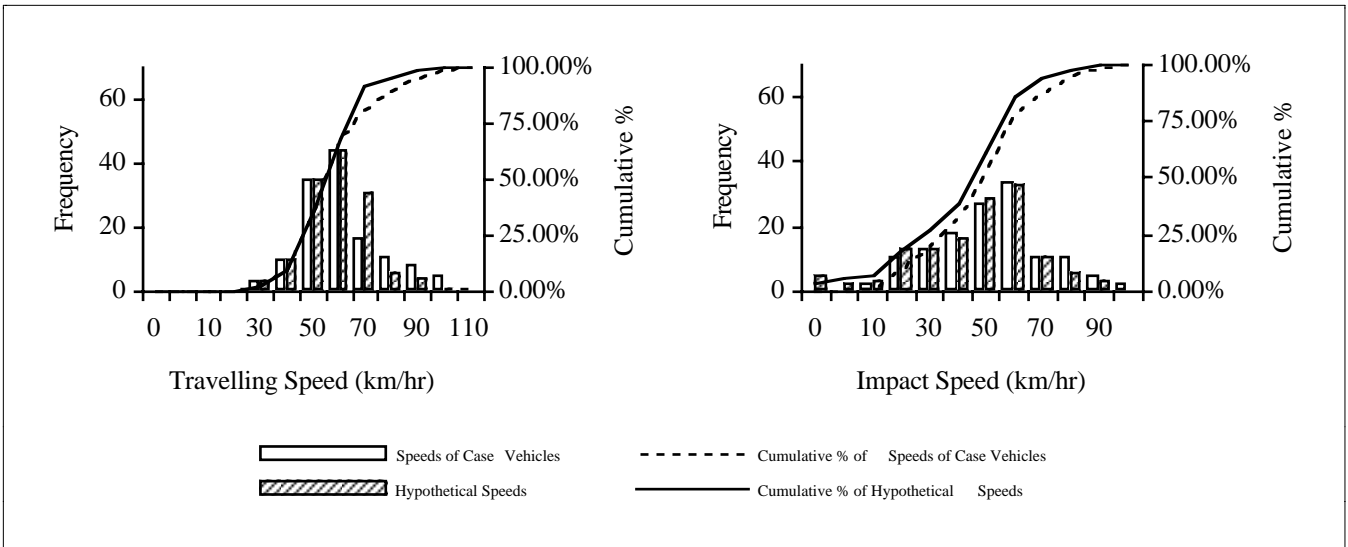 60
40
20
0
Frequency
100.00%
75.00%
50.00%
25.00%
0.00%
Cumulative %
0 10 30 50 70 90 110
Travelling Speed (km/hr)
60
40
20
0
Frequency
100.00%
75.00%
50.00%
25.00%
0.00%
Cumulative %
0 10 30 50 70 90
Impact Speed (km/hr)
Speeds of Case Vehicles
Cumulative % of Speeds of Case Vehicles
Hypothetical Speeds
Cumulative % of Hypothetical Speeds